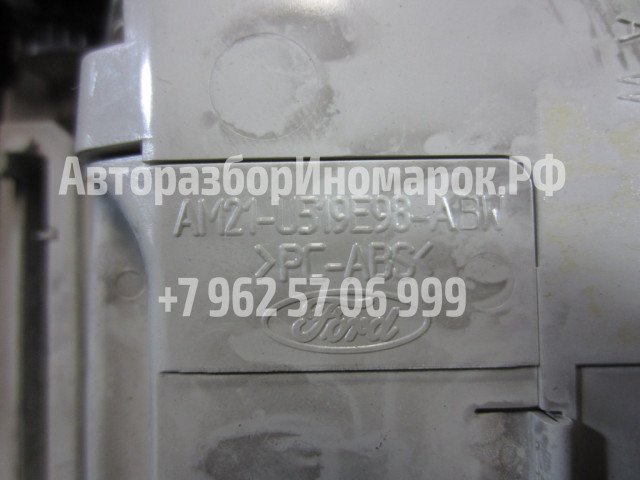 АвторазборИномарок.РФ
AM21-U519E98-ABW
>PC-ABS<
+7 962 57 06 999
Ford